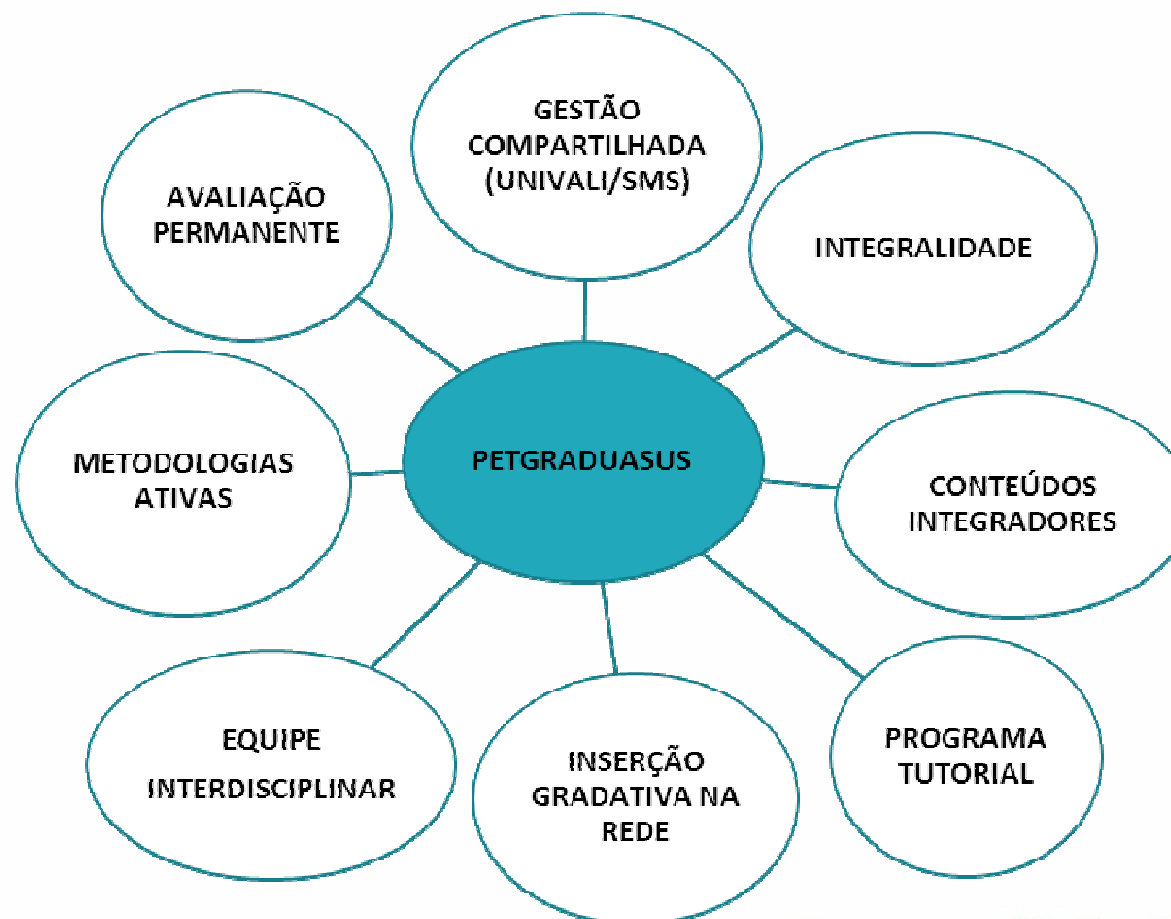 GESTÃO
COMPARTILHADA
(UNIVALI/SMS)
AVALIAÇÃO
PERMANENTE
INTEGRALIDADE
METODOLOGIAS
ATIVAS
PETGRADUASUS
CONTEÚDOS
INTEGRADORES
EQUIPE
INTERDISCIPLINAR
INSERÇÃO
GRADATIVA NA
REDE
PROGRAMA
TUTORIAL